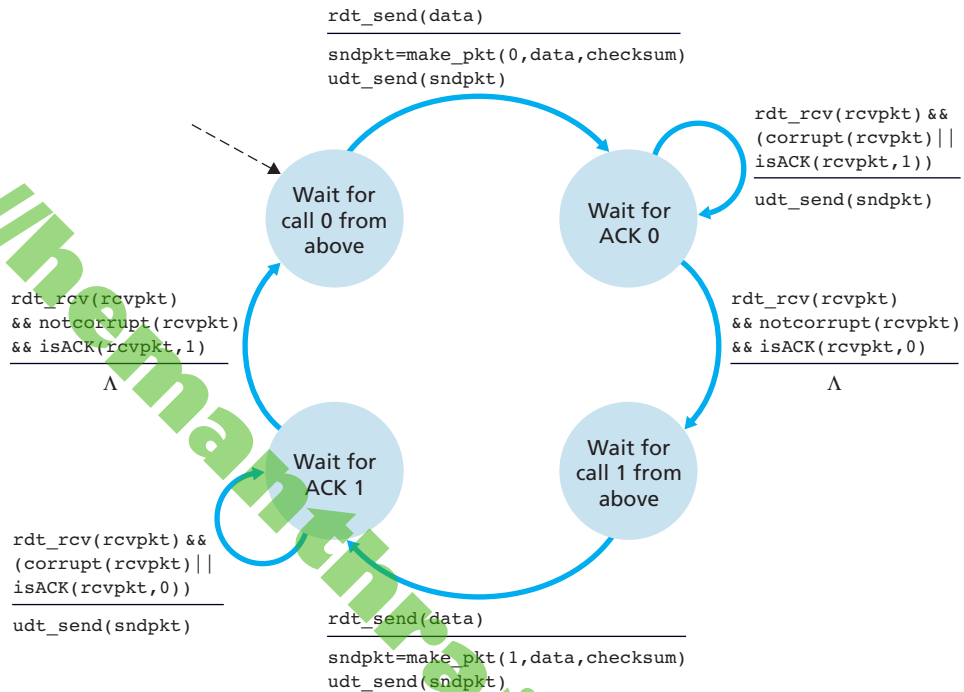 rdt_send(data)
sndpkt=make_pkt(0,data,checksum)
udt_send(sndpkt)
rdt_rcv(rcvpkt) &&
(corrupt(rcvpkt)||
isACK(rcvpkt,1))
udt_send(sndpkt)
Wait for
call 0 from
above
Wait for
ACK 0
rdt_rcv(rcvpkt)
&& notcorrupt(rcvpkt)
&& isACK(rcvpkt,1)
Λ
rdt_rcv(rcvpkt)
&& notcorrupt(rcvpkt)
&& isACK(rcvpkt,0)
Λ
Wait for
ACK 1
Wait for
call 1 from
above
rdt_rcv(rcvpkt) &&
(corrupt(rcvpkt)||
isACK(rcvpkt,0))
udt_send(sndpkt)
rdt_send(data)
sndpkt=make_pkt(1,data,checksum)
udt_send(sndpkt)
//hemanthra